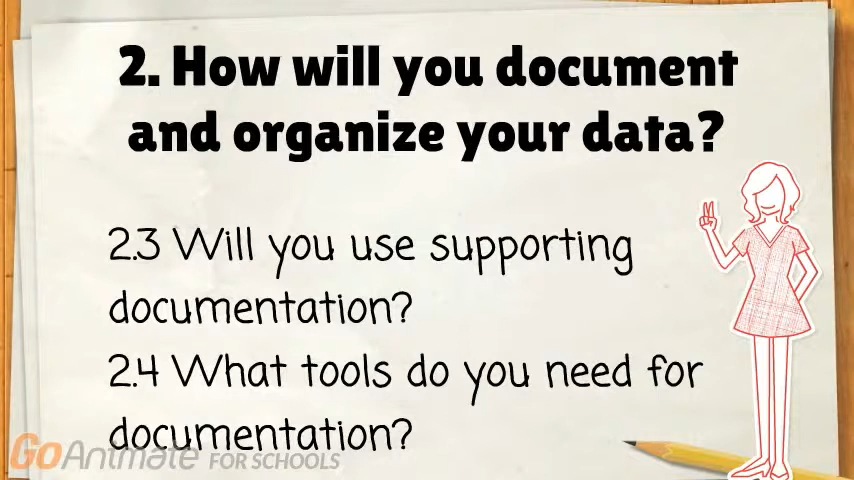 2. How will you document
and organize your data?
2.3 Will you use supporting
documentation?
2.4 What tools do you need for
documentation?
GoAnimate FOR SCHOOLS